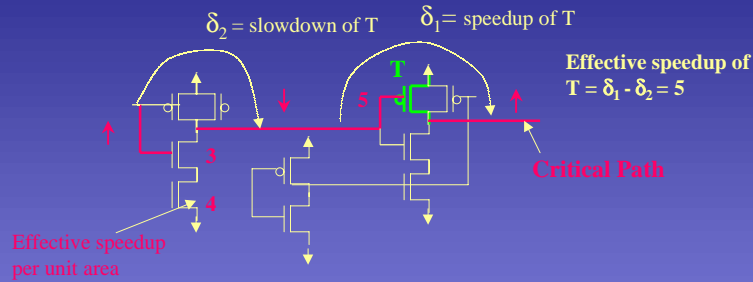 δ₂ = slowdown of T
δ₁= speedup of T
T
Effective speedup of
T = δ₁ - δ₂ = 5
5
3
Critical Path
4
Effective speedup
per unit area